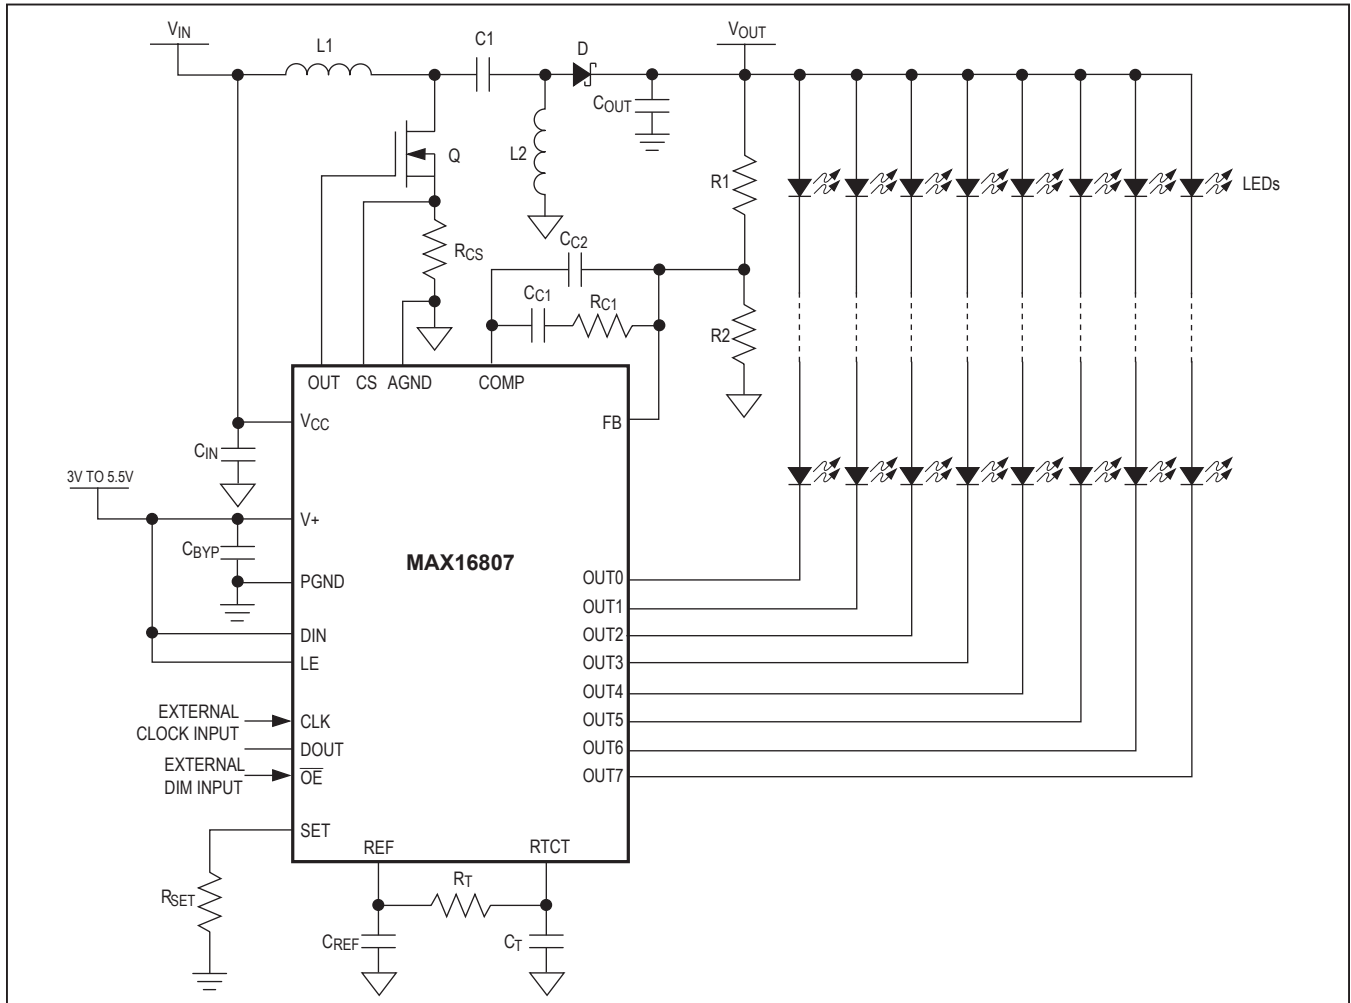 VIN
L1
C1
D
VOUT
COUT
Q
L2
R1
LEDs
RCS
CC2
CC1
RC1
R2
OUT
CS
AGND
COMP
VCC
FB
CIN
3V TO 5.5V
V+
CBYP
MAX16807
PGND
OUT0
OUT1
DIN
OUT2
LE
OUT3
OUT4
EXTERNAL
CLOCK INPUT
CLK
OUT5
DOUT
OUT6
EXTERNAL
DIM INPUT
OE
OUT7
SET
REF
RTCT
RSET
RT
CREF
CT